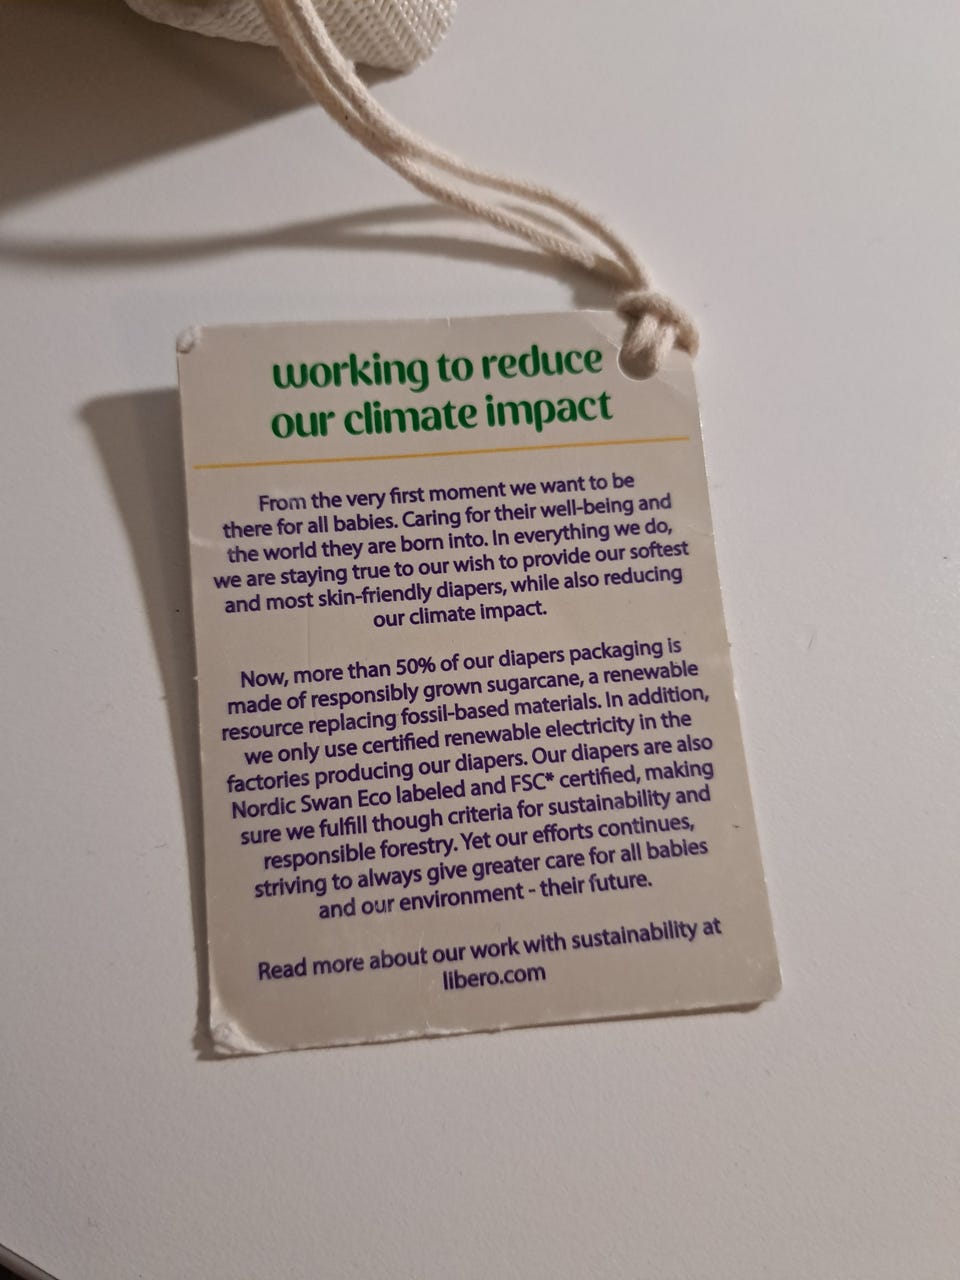 working to reduce
our climate impact
From the very first moment we want to be
there for all babies. Caring for their well-being and
the world they are born into. In everything we do,
we are staying true to our wish to provide our softest
and most skin-friendly diapers, while also reducing
our climate impact.
Now, more than 50% of our diapers packaging is
made of responsibly grown sugarcane, a renewable
resource replacing fossil-based materials. In addition,
we only use certified renewable electricity in the
factories producing our diapers. Our diapers are also
Nordic Swan Eco labeled and FSC* certified, making
sure we fulfill though criteria for sustainability and
responsible forestry. Yet our efforts continues,
striving to always give greater care for all babies
and our environment - their future.
Read more about our work with sustainability at
libero.com